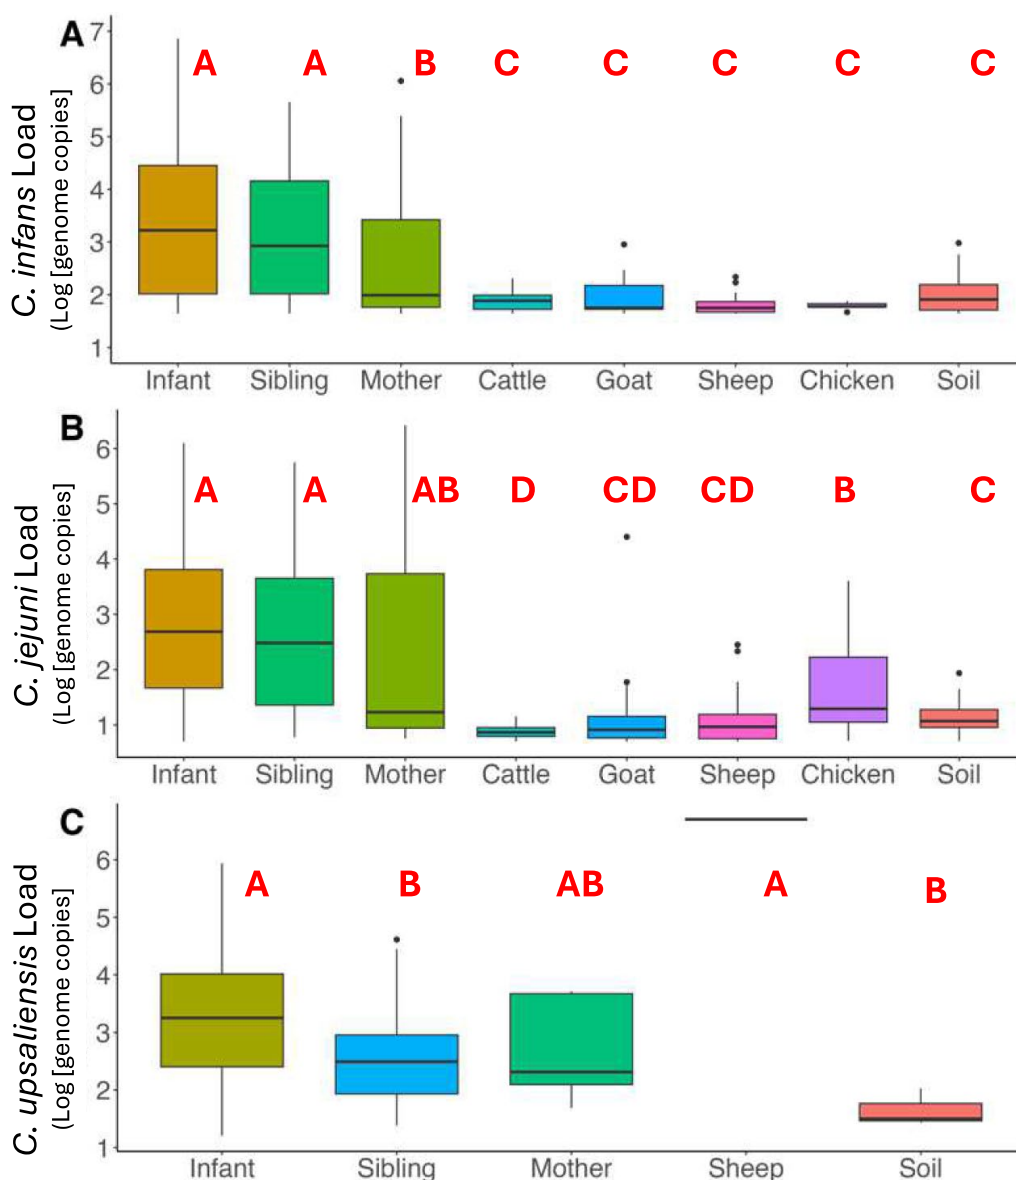 A
C. infans Load
(Log [genome copies])
7
6
5
4
3
2
1
A A B C C C C C
Infant Sibling Mother Cattle Goat Sheep Chicken Soil
B
C. jejuni Load
(Log [genome copies])
6
5
4
3
2
1
A A AB D CD CD B C
Infant Sibling Mother Cattle Goat Sheep Chicken Soil
C
C. upsaliensis Load
(Log [genome copies])
6
5
4
3
2
1
A B AB A B
Infant Sibling Mother Sheep Soil